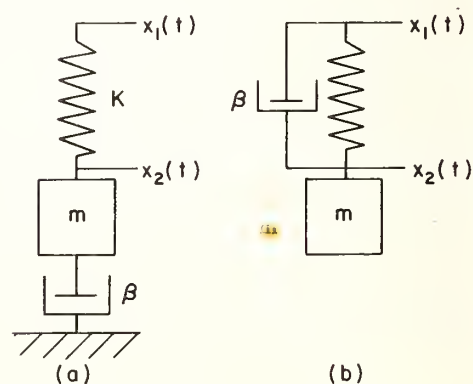 x₁(t)
K
x₂(t)
m
β
(a)
x₁(t)
β
x₂(t)
m
(b)